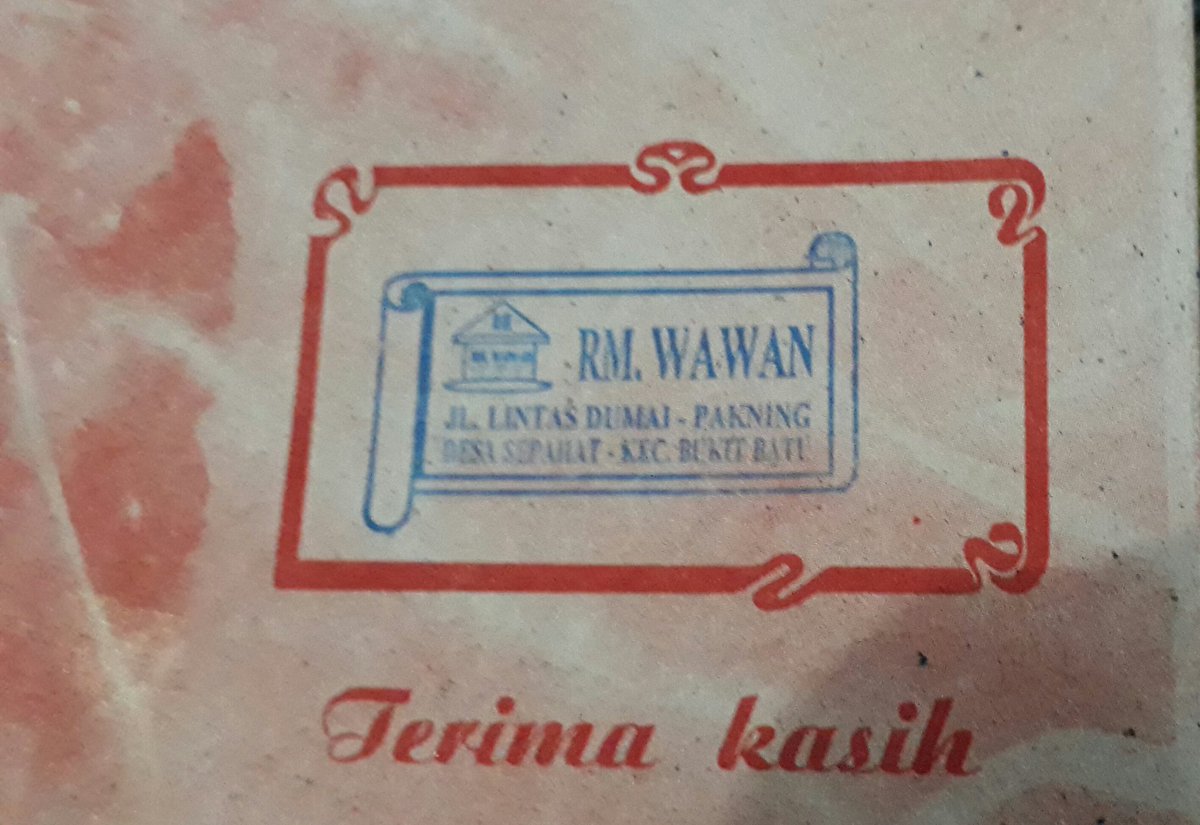 RM. WAWAN
JL. LINTAS DUMAI - PAKNING
DESA SEPAHAT - KEC. BUKIT BATU
Terima kasih